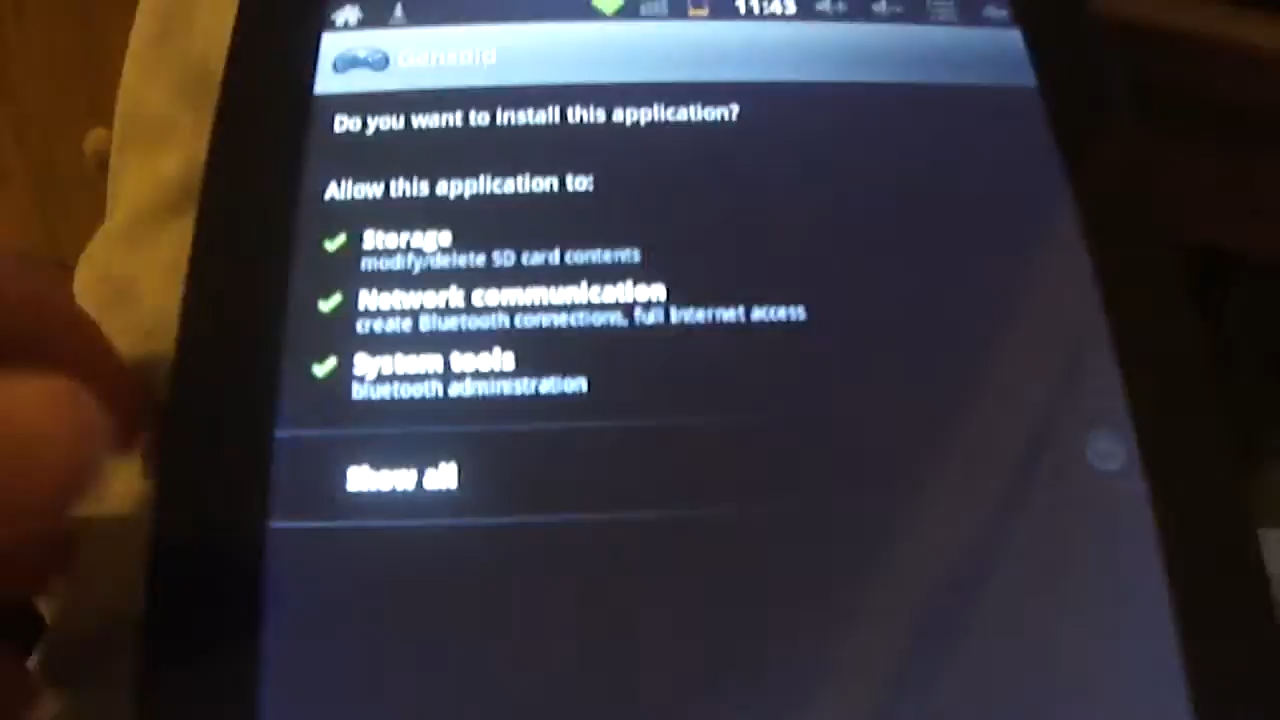 11:43
Gensoid
Do you want to install this application?
Allow this application to:
Storage
modify/delete SD card contents
Network communication
create Bluetooth connections, full Internet access
System tools
bluetooth administration
Show all